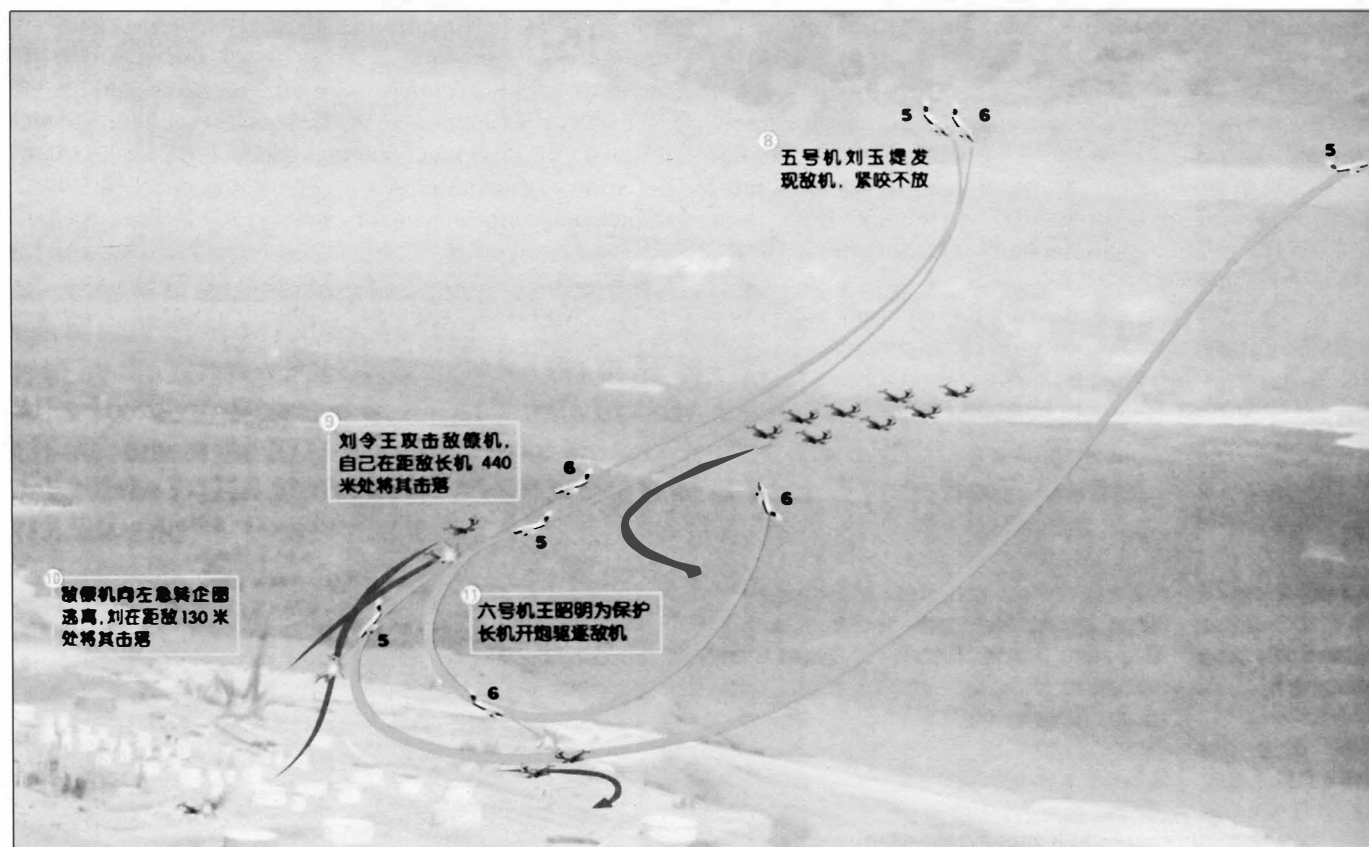 5
6
5
⑧
五号机刘玉堤发
现敌机，紧咬不放
⑨
刘令王攻击敌僚机，
自己在距敌长机 440
米处将其击落
6
5
6
⑩
敌僚机向左急转企图
逃离，刘在距敌130 米
处将其击落
5
⑪
六号机王昭明为保护
长机开炮驱逐敌机
6